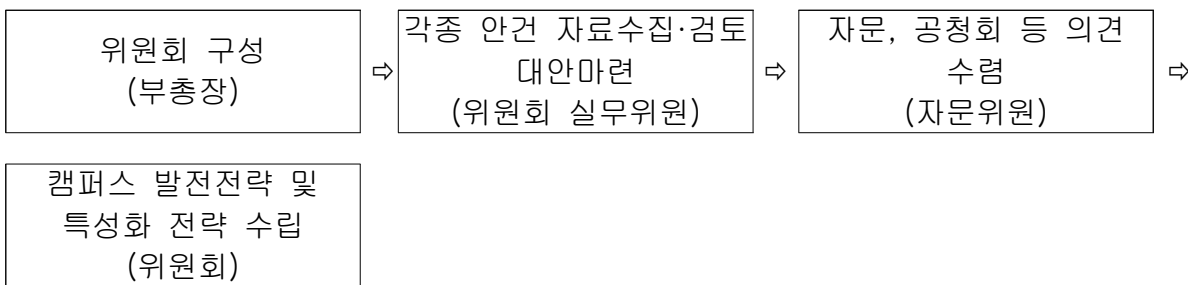 위원회 구성
(부총장)
⇨
각종 안건 자료수집·검토
대안마련
(위원회 실무위원)
⇨
자문, 공청회 등 의견
수렴
(자문위원)
⇨
캠퍼스 발전전략 및
특성화 전략 수립
(위원회)